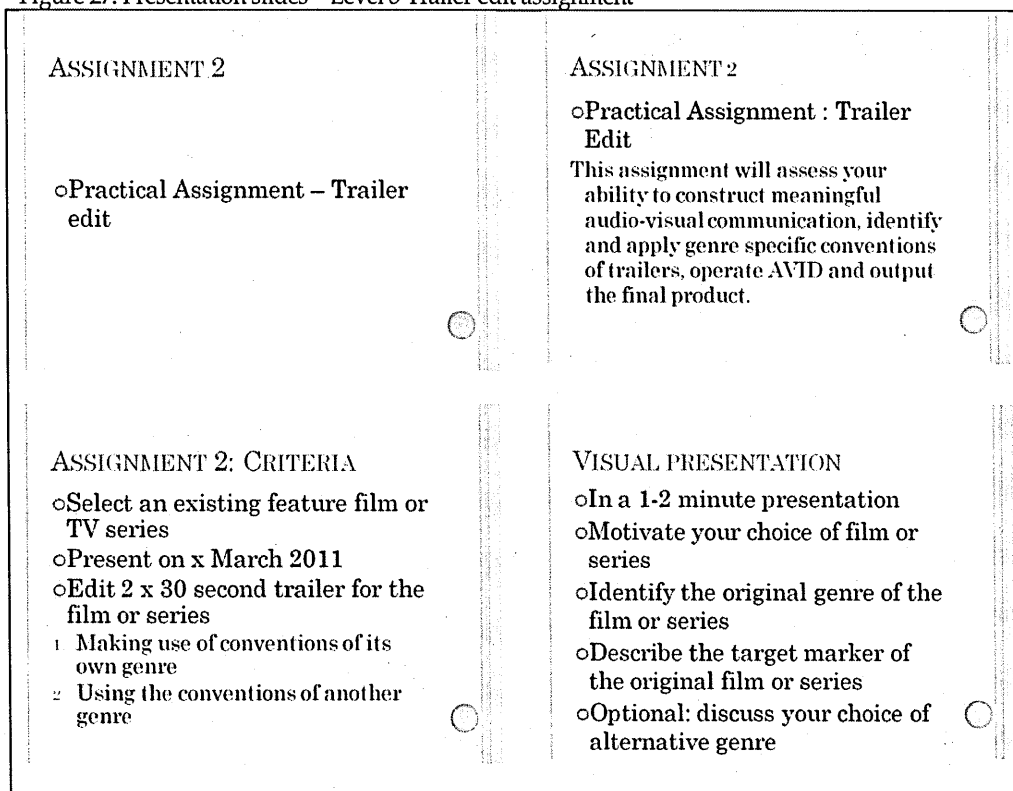 Figure 27: Presentation slides – Level 3 Trailer edit assignment
ASSIGNMENT 2
oPractical Assignment – Trailer
edit
ASSIGNMENT 2
oPractical Assignment : Trailer
Edit
This assignment will assess your
ability to construct meaningful
audio-visual communication, identify
and apply genre specific conventions
of trailers, operate AVID and output
the final product.
ASSIGNMENT 2: CRITERIA
oSelect an existing feature film or
TV series
oPresent on x March 2011
oEdit 2 x 30 second trailer for the
film or series
1 Making use of conventions of its
own genre
2 Using the conventions of another
genre
VISUAL PRESENTATION
oIn a 1-2 minute presentation
oMotivate your choice of film or
series
oIdentify the original genre of the
film or series
oDescribe the target marker of
the original film or series
oOptional: discuss your choice of
alternative genre